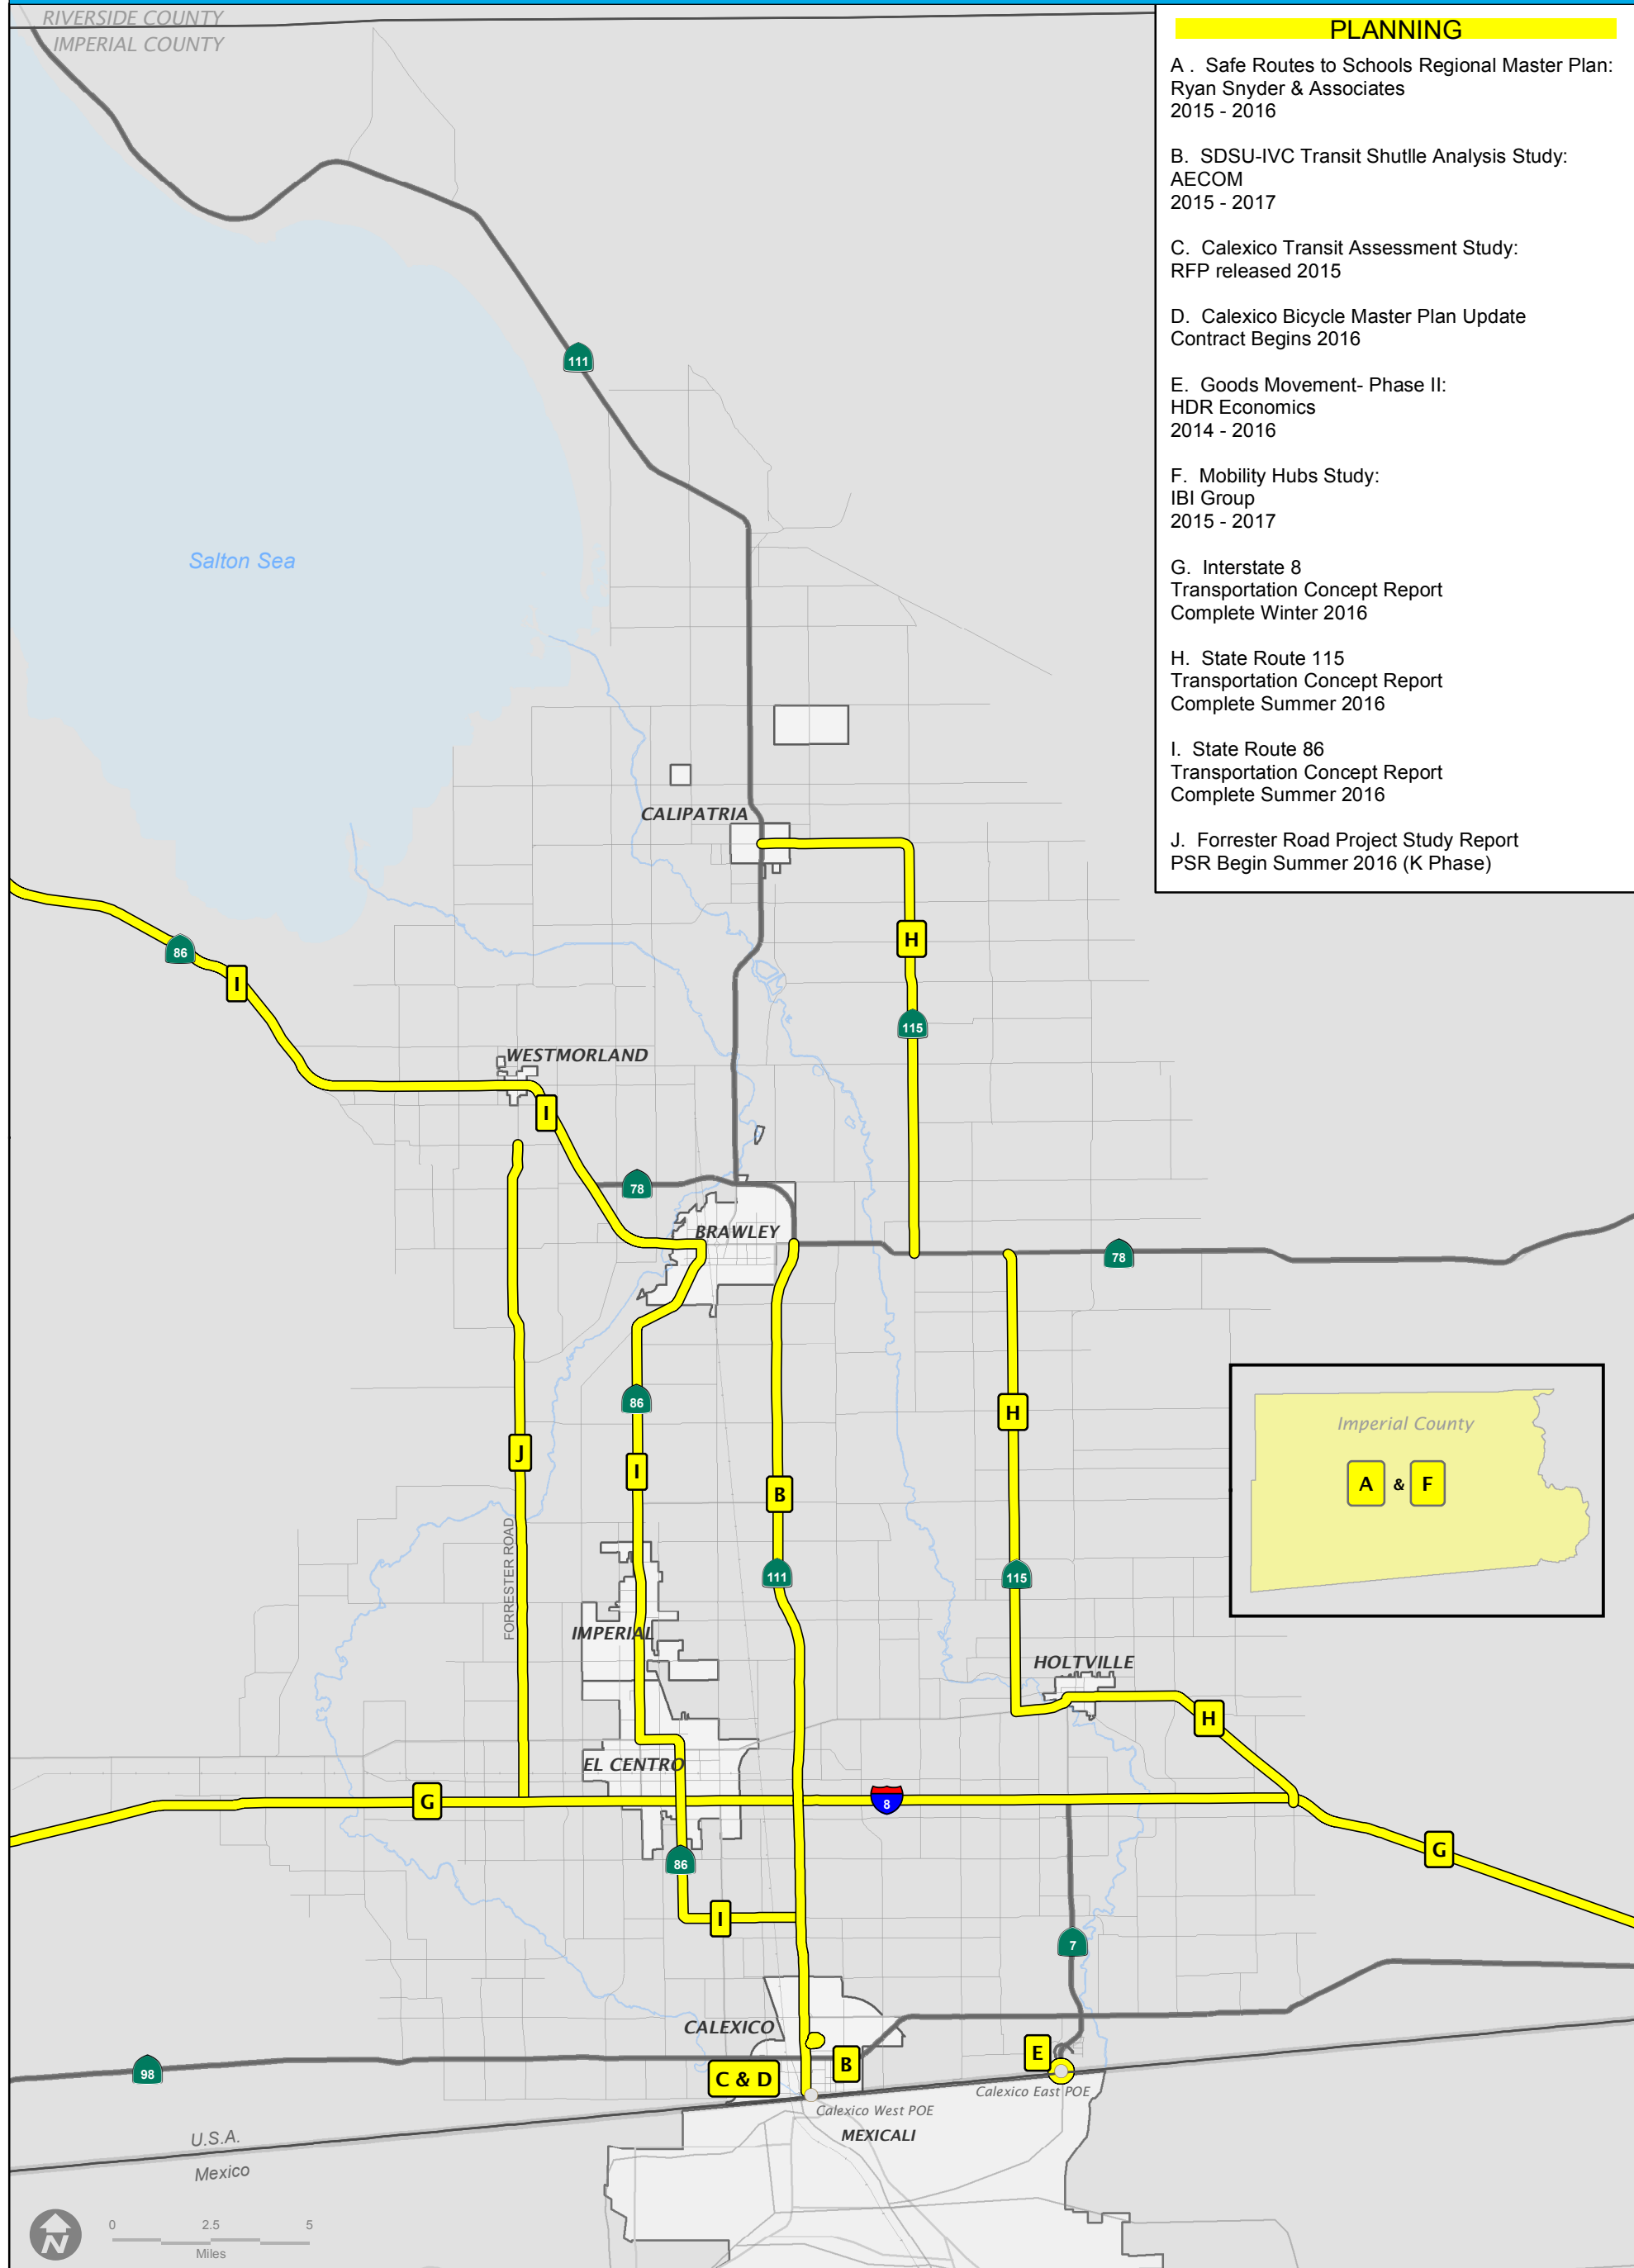 RIVERSIDE COUNTY
IMPERIAL COUNTY
PLANNING
A . Safe Routes to Schools Regional Master Plan:
Ryan Snyder & Associates
2015 - 2016
B. SDSU-IVC Transit Shutlle Analysis Study:
AECOM
2015 - 2017
C. Calexico Transit Assessment Study:
RFP released 2015
D. Calexico Bicycle Master Plan Update
Contract Begins 2016
E. Goods Movement- Phase II:
HDR Economics
2014 - 2016
F. Mobility Hubs Study:
IBI Group
2015 - 2017
G. Interstate 8
Transportation Concept Report
Complete Winter 2016
H. State Route 115
Transportation Concept Report
Complete Summer 2016
I. State Route 86
Transportation Concept Report
Complete Summer 2016
J. Forrester Road Project Study Report
PSR Begin Summer 2016 (K Phase)
111
Salton Sea
CALIPATRIA
H
86
I
115
WESTMORLAND
I
78
BRAWLEY
78
86
H
Imperial County
J
I
B
A & F
FORRESTER ROAD
111
115
IMPERIAL
HOLTVILLE
H
EL CENTRO
G
8
G
86
I
7
CALEXICO
E
B
98
C & D
Calexico East POE
Calexico West POE
MEXICALI
U.S.A.
Mexico
N
0 2.5 5
Miles